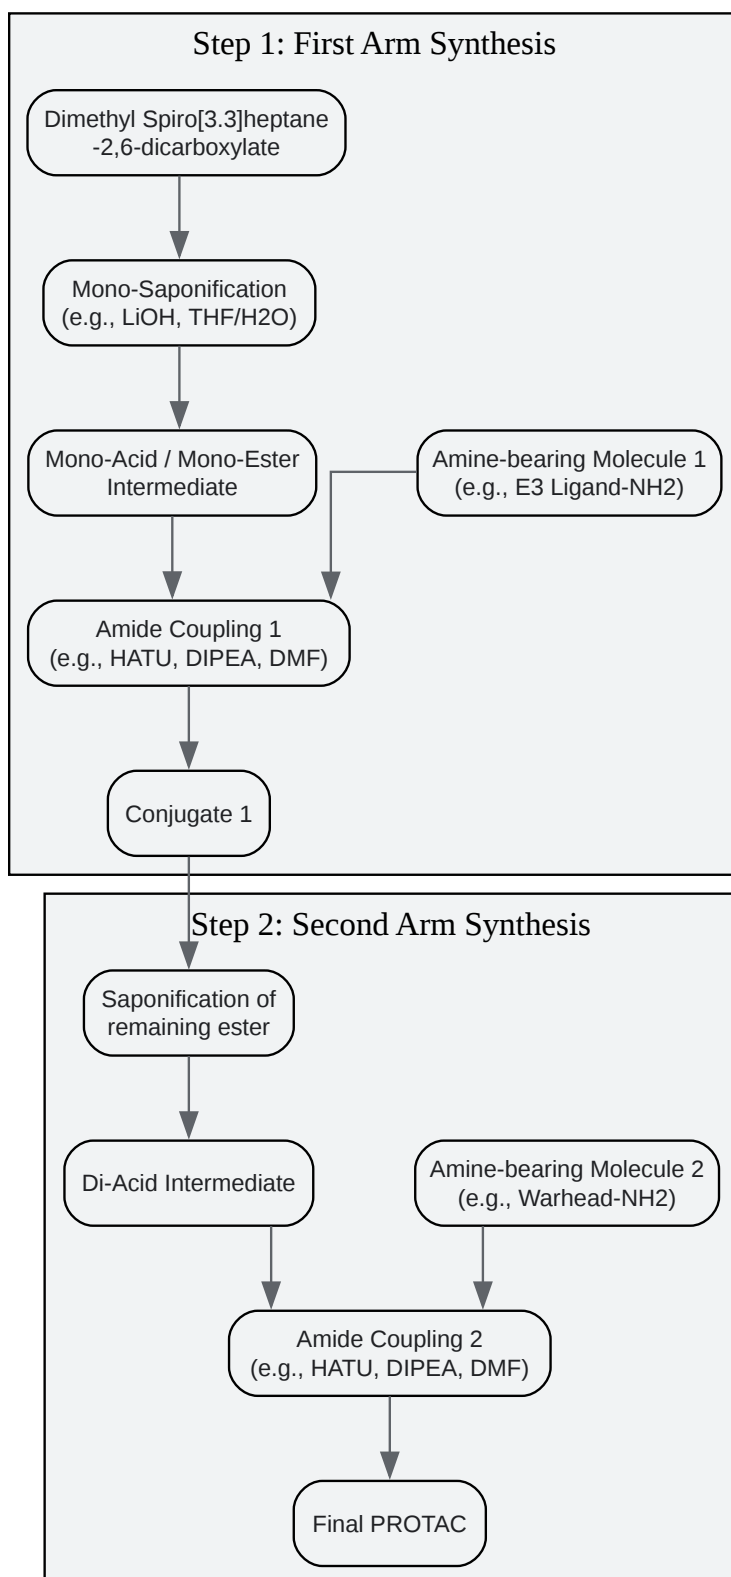 Step 1: First Arm Synthesis
Dimethyl Spiro[3.3]heptane
-2,6-dicarboxylate
Mono-Saponification
(e.g., LiOH, THF/H2O)
Mono-Acid / Mono-Ester
Intermediate
Amine-bearing Molecule 1
(e.g., E3 Ligand-NH2)
Amide Coupling 1
(e.g., HATU, DIPEA, DMF)
Conjugate 1
Step 2: Second Arm Synthesis
Saponification of
remaining ester
Di-Acid Intermediate
Amine-bearing Molecule 2
(e.g., Warhead-NH2)
Amide Coupling 2
(e.g., HATU, DIPEA, DMF)
Final PROTAC